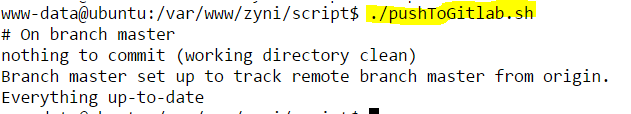 www-data@ubuntu:/var/www/zyni/script$ ./pushToGitlab.sh
# On branch master
nothing to commit (working directory clean)
Branch master set up to track remote branch master from origin.
Everything up-to-date